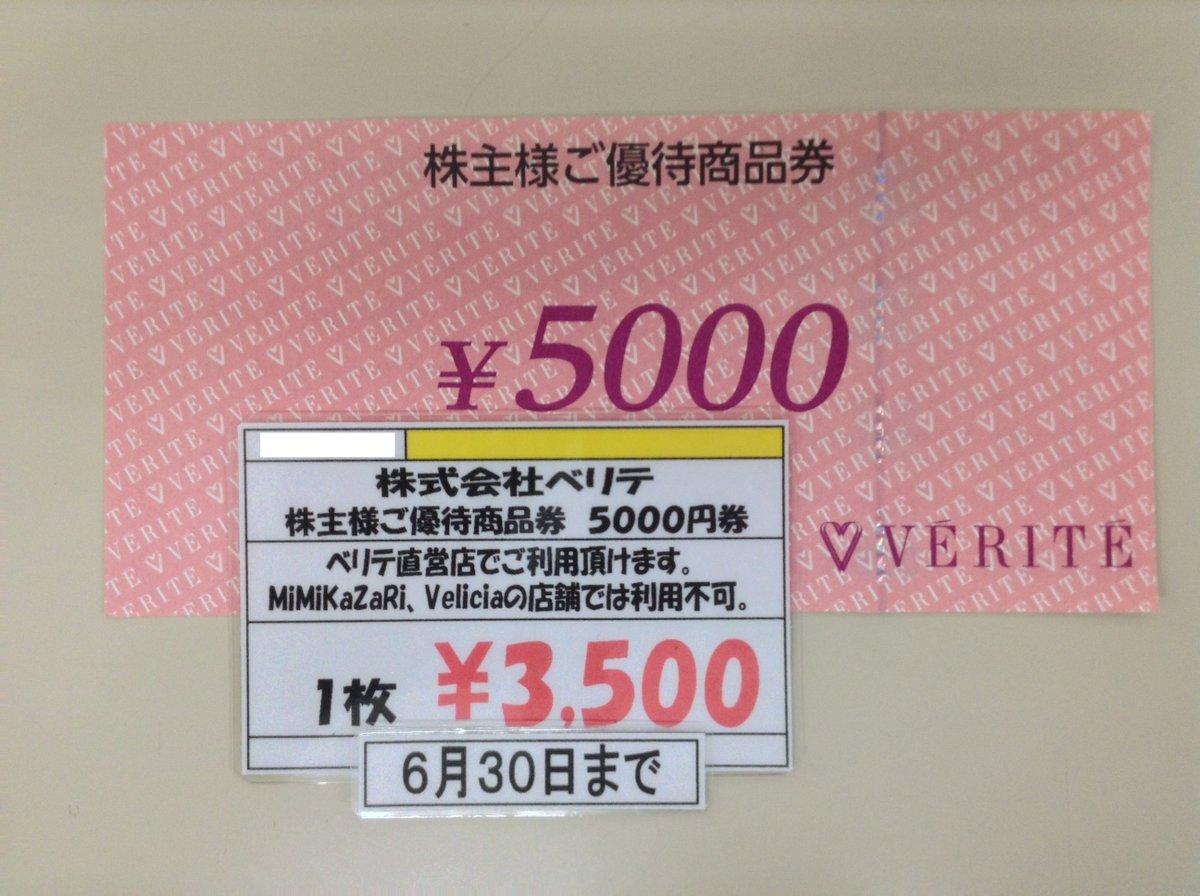 株主様ご優待商品券
¥5000
VÉRITÉ
株式会社ベリテ
株主様ご優待商品券 5000円券
ベリテ直営店でご利用頂けます。
MiMiKaZaRi、Veliciaの店舗では利用不可。
1枚 ¥3,500
6月30日まで